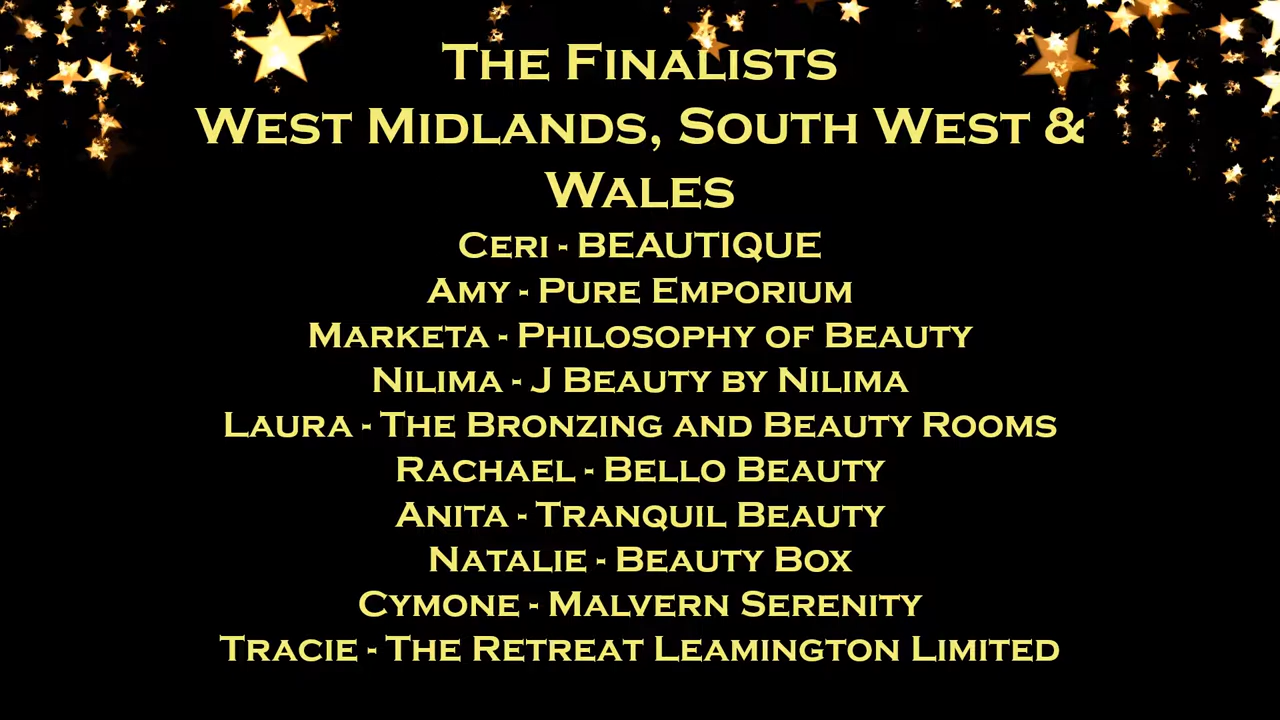 The Finalists
West Midlands, South West &
Wales
Ceri - BEAUTIQUE
Amy - Pure Emporium
Marketa - Philosophy of Beauty
Nilima - J Beauty by Nilima
Laura - The Bronzing and Beauty Rooms
Rachael - Bello Beauty
Anita - Tranquil Beauty
Natalie - Beauty Box
Cymone - Malvern Serenity
Tracie - The Retreat Leamington Limited